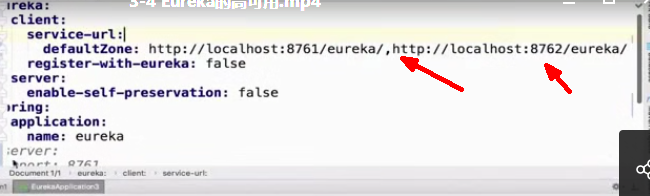 3-4 Eureka的高可用.mp4
eureka:
client:
service-url:
defaultZone: http://localhost:8761/eureka/,http://localhost:8762/eureka/
register-with-eureka: false
server:
enable-self-preservation: false
pring:
application:
name: eureka
server:
port: 8761
Document 1/1 › eureka: › client: › service-url:
EurekaApplication3